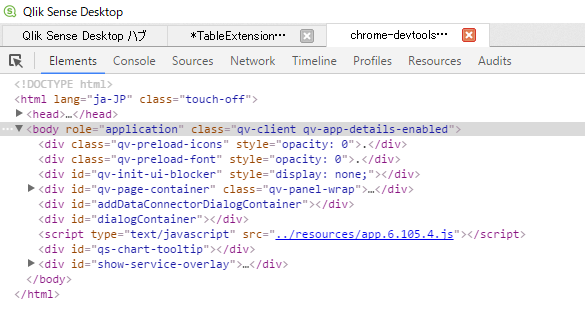 Qlik Sense Desktop
Qlik Sense Desktop ハブ
*TableExtension…
chrome-devtools…
Elements Console Sources Network Timeline Profiles Resources Audits
<!DOCTYPE html>
<html lang="ja-JP" class="touch-off">
<head>…</head>
<body role="application" class="qv-client qv-app-details-enabled">
<div class="qv-preload-icons" style="opacity: 0">.</div>
<div class="qv-preload-font" style="opacity: 0">.</div>
<div id="qv-init-ui-blocker" style="display: none;"></div>
<div id="qv-page-container" class="qv-panel-wrap">…</div>
<div id="addDataConnectorDialogContainer"></div>
<div id="dialogContainer"></div>
<script type="text/javascript" src="../resources/app.6.105.4.js"></script>
<div id="qs-chart-tooltip"></div>
<div id="show-service-overlay">…</div>
</body>
</html>